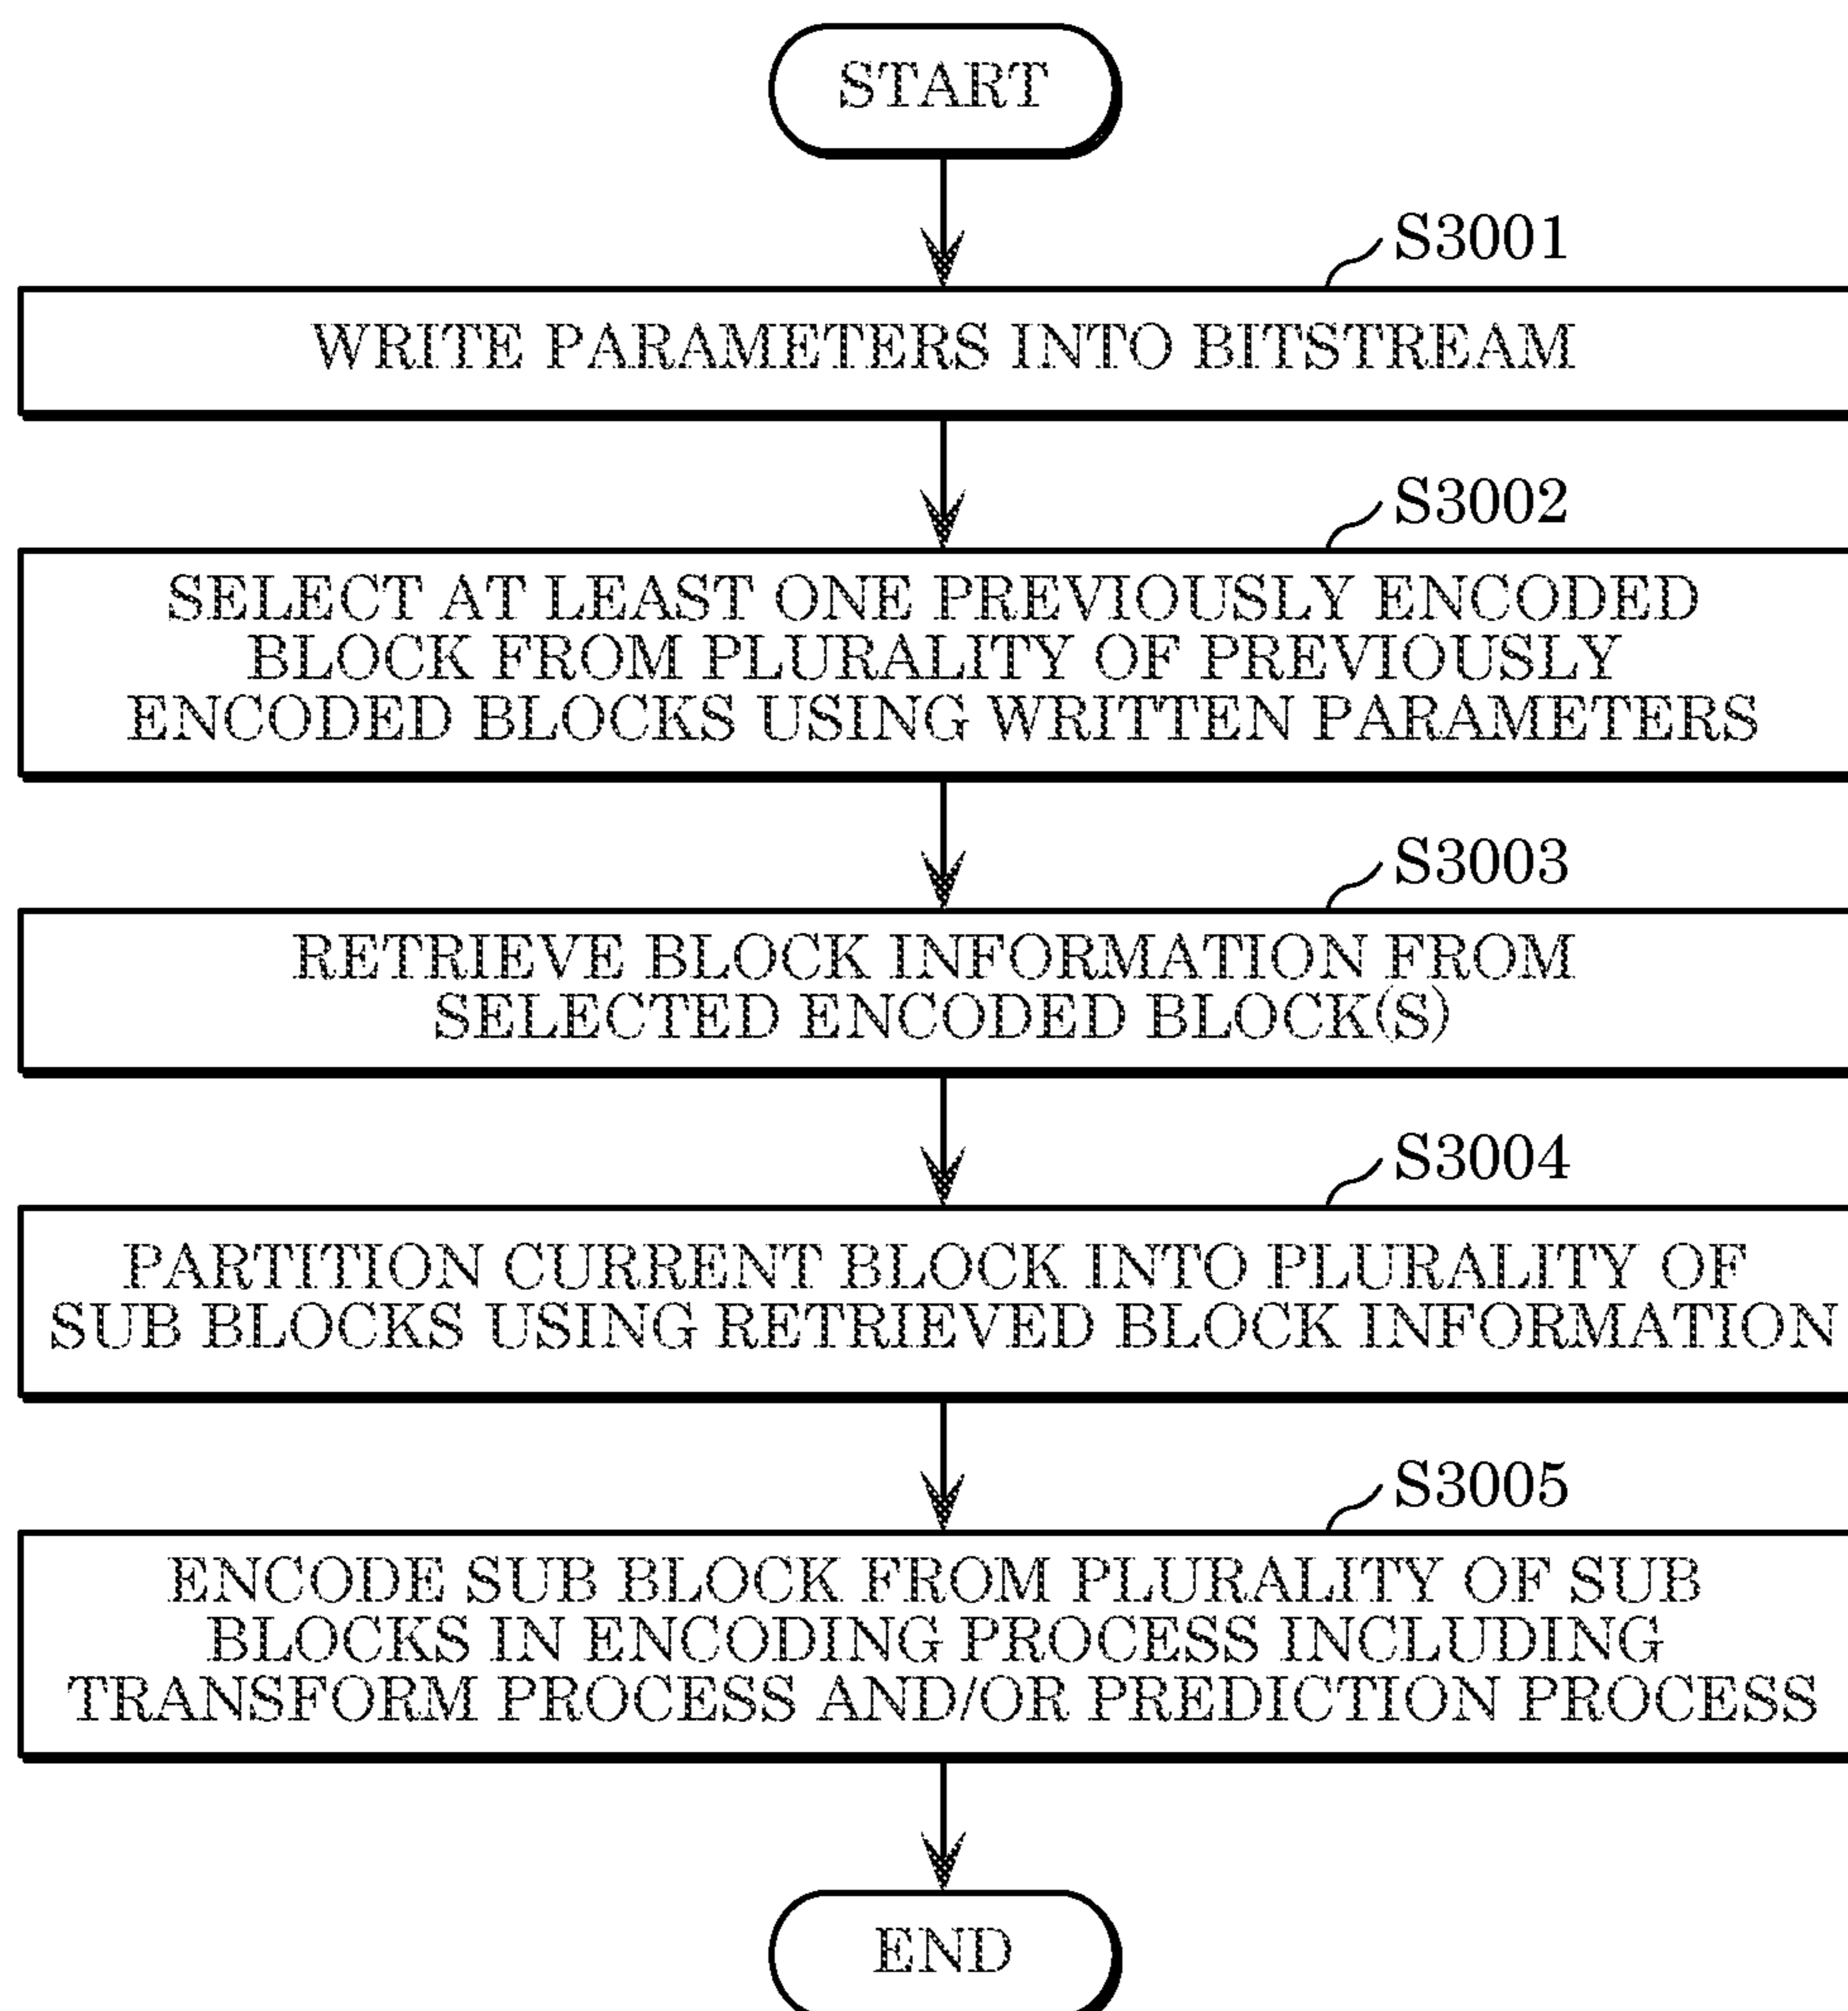 START
S3001
WRITE PARAMETERS INTO BITSTREAM
S3002
SELECT AT LEAST ONE PREVIOUSLY ENCODED
BLOCK FROM PLURALITY OF PREVIOUSLY
ENCODED BLOCKS USING WRITTEN PARAMETERS
S3003
RETRIEVE BLOCK INFORMATION FROM
SELECTED ENCODED BLOCK(S)
S3004
PARTITION CURRENT BLOCK INTO PLURALITY OF
SUB BLOCKS USING RETRIEVED BLOCK INFORMATION
S3005
ENCODE SUB BLOCK FROM PLURALITY OF SUB
BLOCKS IN ENCODING PROCESS INCLUDING
TRANSFORM PROCESS AND/OR PREDICTION PROCESS
END